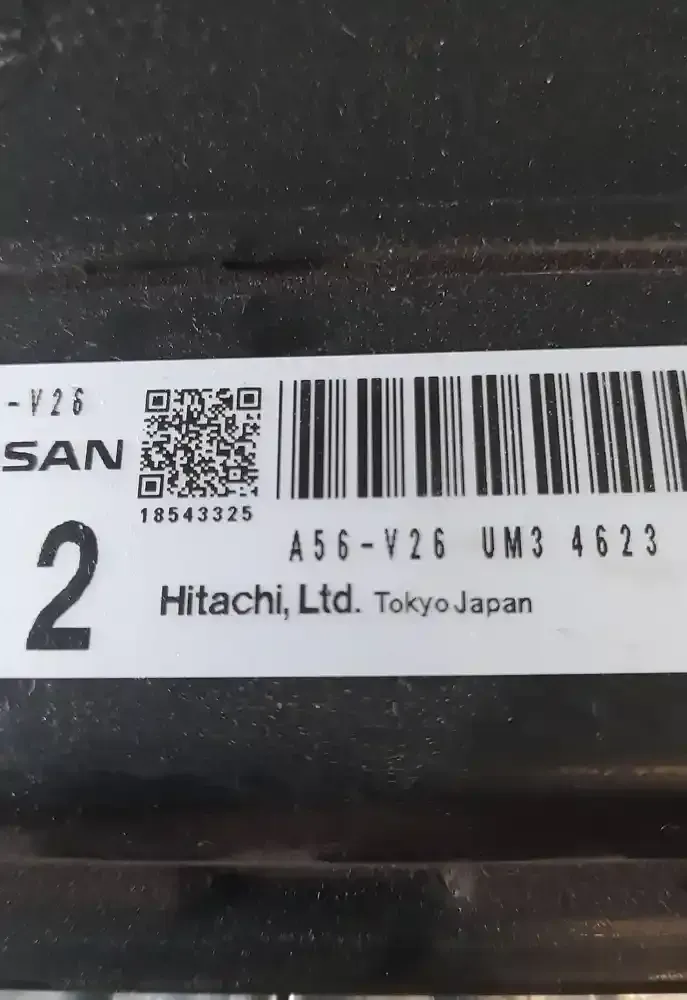 -V26
SAN
18543325
2
A56-V26 UM3 4623
Hitachi, Ltd. Tokyo Japan